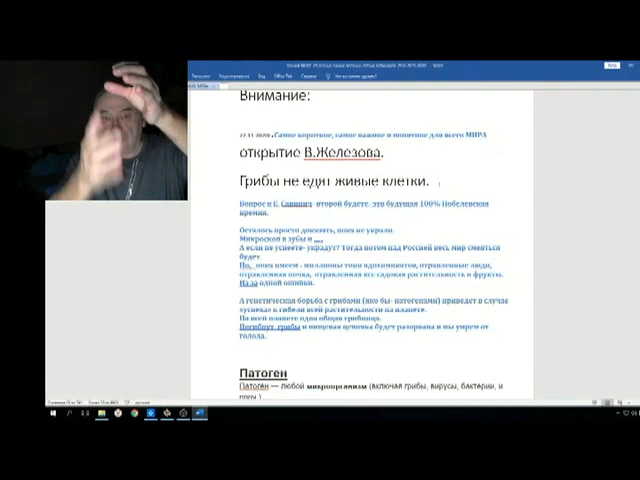 Внимание:
Самое короткое, самое важное и понятное для всего МИРА
открытие В.Железова.
Грибы не едят живые клетки.
Вопрос к Е. второй будете. это будущая 100% Нобелевская
премия.
Осталось просто доказать, пока не украли.
Микроскоп в зубы и ....
А если не успеете- украдут? Тогда потом над Россией весь мир смеяться
будет.
Но, пока имеем - миллионы тонн ядохимикатов, отравленные люди,
отравленная почва, отравленная вся садовая растительность и фрукты.
Из за одной ошибки.
А генетическая борьба с грибами (яко бы- патогенами) приведет в случае
успеха к гибели всей растительности на планете.
На всей планете одна общая грибница.
Погибнут грибы и пищевая цепочка будет разорвана и мы умрем от
голода.
Патоген
Патоген — любой микроорганизм (включая грибы, вирусы, бактерии, и